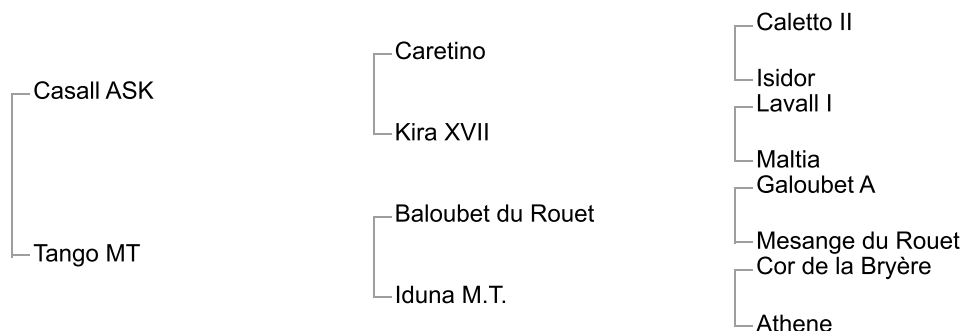 Caletto II
Caretino
Isidor
Casall ASK
Lavall I
Kira XVII
Maltia
Galoubet A
Baloubet du Rouet
Mesange du Rouet
Tango MT
Cor de la Bryère
Iduna M.T.
Athene